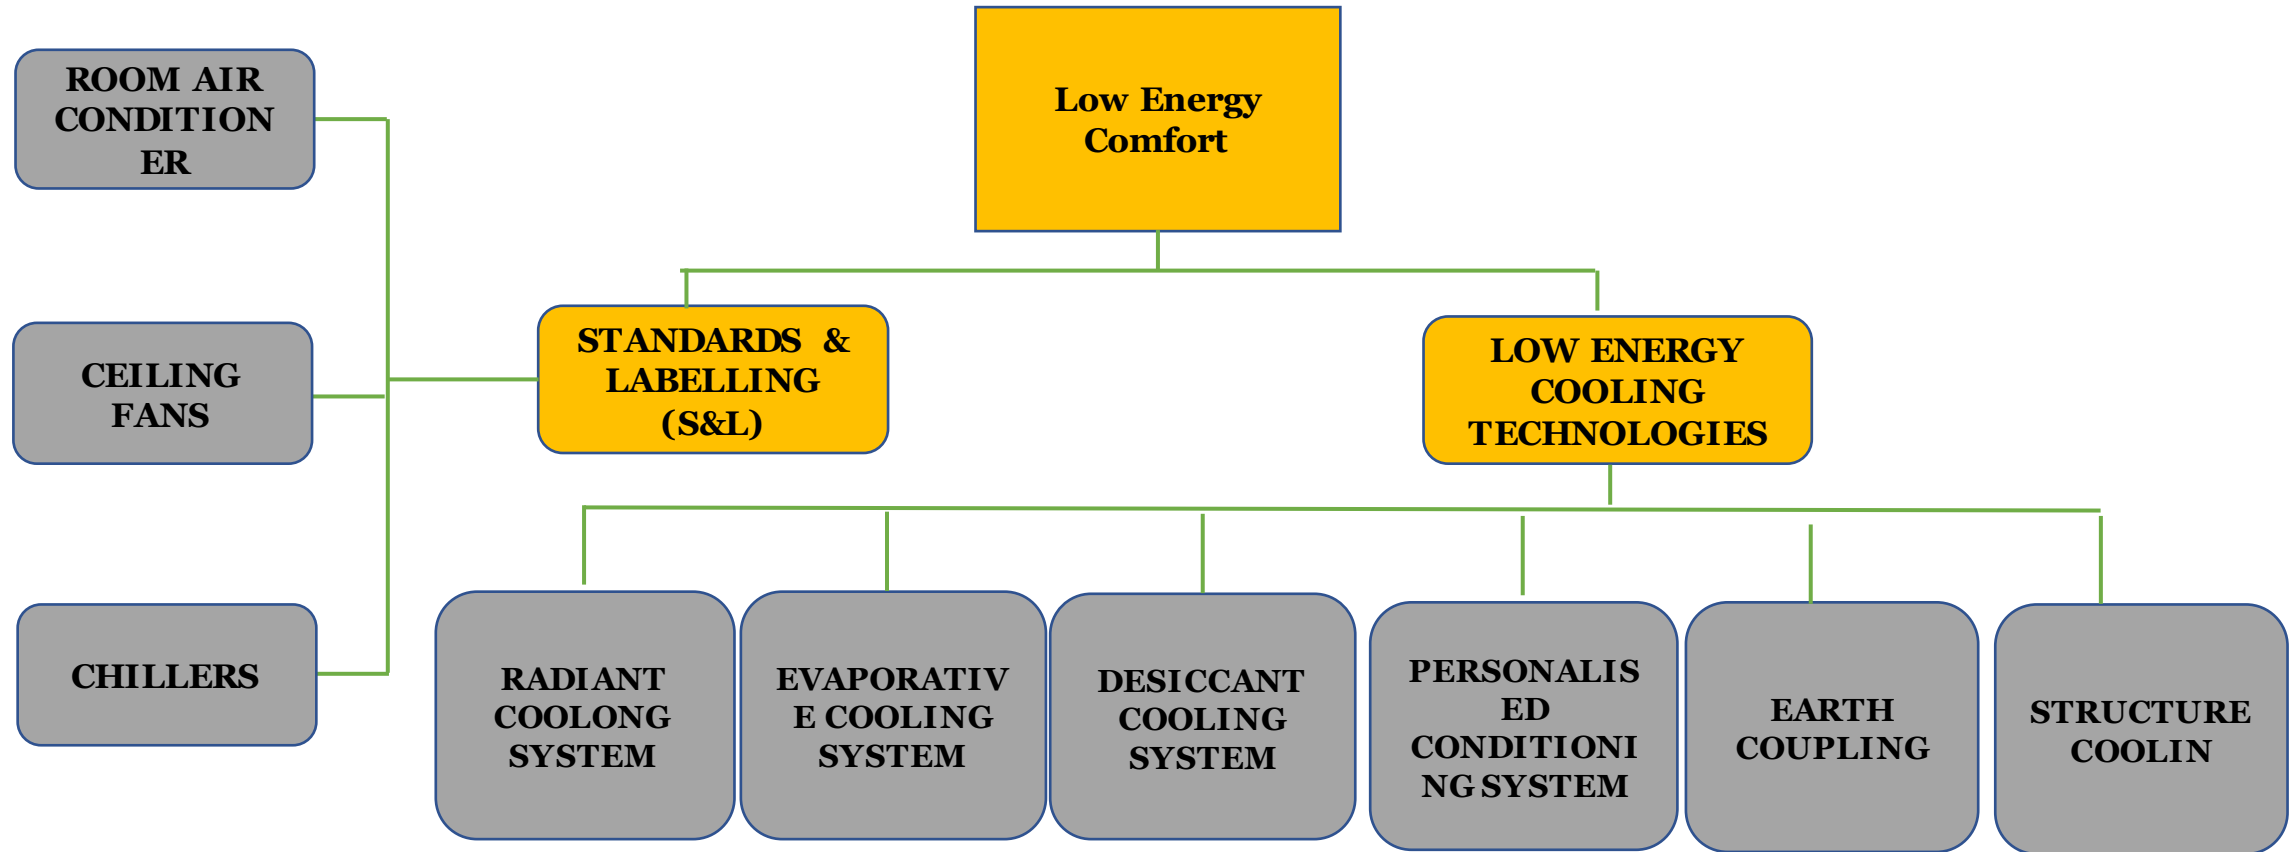 Low Energy
Comfort
ROOM AIR
CONDITION
ER
CEILING
FANS
CHILLERS
STANDARDS &
LABELLING
(S&L)
LOW ENERGY
COOLING
TECHNOLOGIES
RADIANT
COOLONG
SYSTEM
EVAPORATIV
E COOLING
SYSTEM
DESICCANT
COOLING
SYSTEM
PERSONALIS
ED
CONDITIONI
NG SYSTEM
EARTH
COUPLING
STRUCTURE
COOLIN